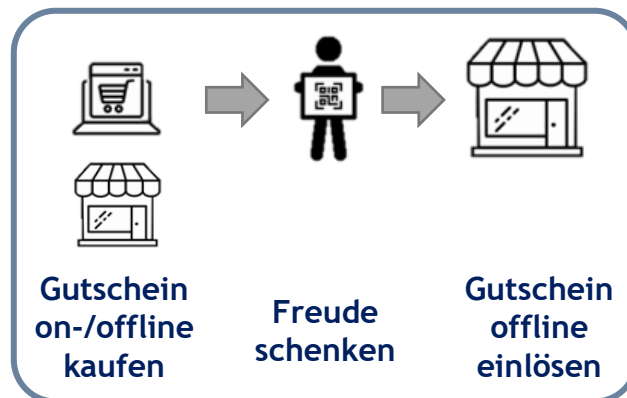 Gutschein
on-/offline
kaufen
Freude
schenken
Gutschein
offline
einlösen